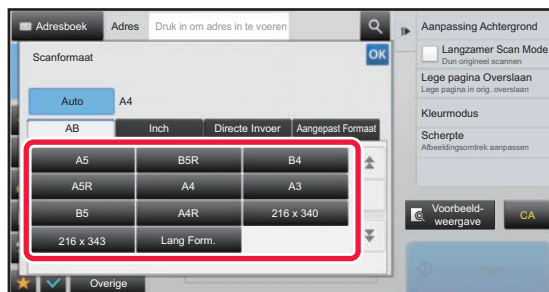 Adresboek Adres Druk in om adres in te voeren
Scanformaat OK
Auto A4
AB Inch Directe Invoer Aangepast Formaat
A5 B5R B4
A5R A4 A3
B5 A4R 216 x 340
216 x 343 Lang Form.
Overige
Aanpassing Achtergrond
Langzamer Scan Mode
Dun origineel scannen
Lege pagina Overslaan
Lege pagina in orig. overslaan
Kleurmodus
Scherpte
Afbeeldingsomtrek aanpassen
Voorbeeld-
weergave
CA
Start